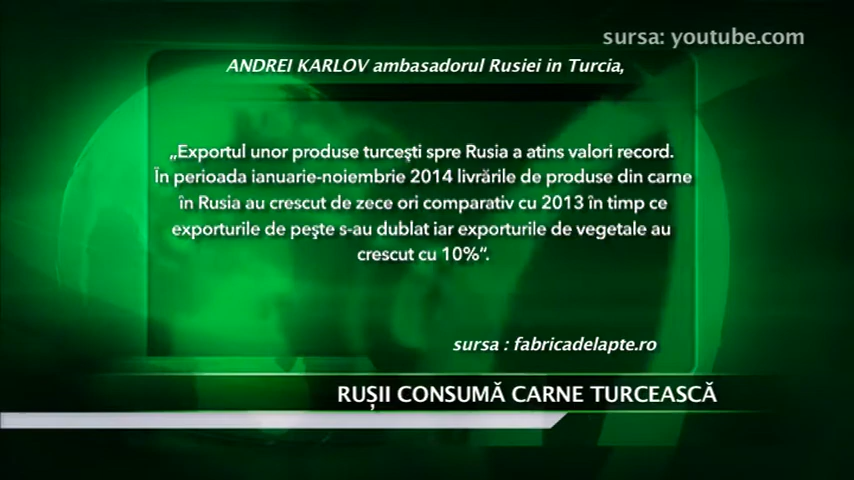 sursa: youtube.com
ANDREI KARLOV ambasadorul Rusiei in Turcia,
„Exportul unor produse turceşti spre Rusia a atins valori record.
În perioada ianuarie-noiembrie 2014 livrările de produse din carne
în Rusia au crescut de zece ori comparativ cu 2013 în timp ce
exporturile de peşte s-au dublat iar exporturile de vegetale au
crescut cu 10%“.
sursa : fabricadelapte.ro
RUȘII CONSUMĂ CARNE TURCEASCĂ